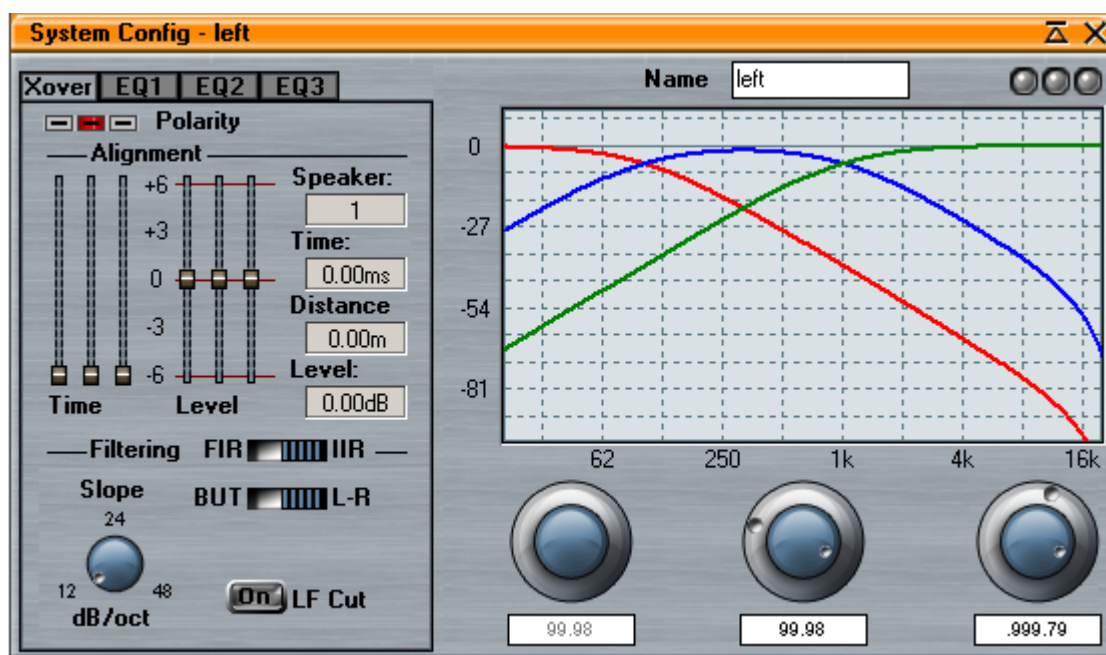 System Config - left
Xover EQ1 EQ2 EQ3
Name left
Polarity
Alignment
+6
+3
0
-3
-6
Time Level
Speaker:
1
Time:
0.00ms
Distance
0.00m
Level:
0.00dB
Filtering FIR IIR
Slope
24
12 48
dB/oct
BUT L-R
On LF Cut
0
-27
-54
-81
62 250 1k 4k 16k
99.98 99.98 .999.79